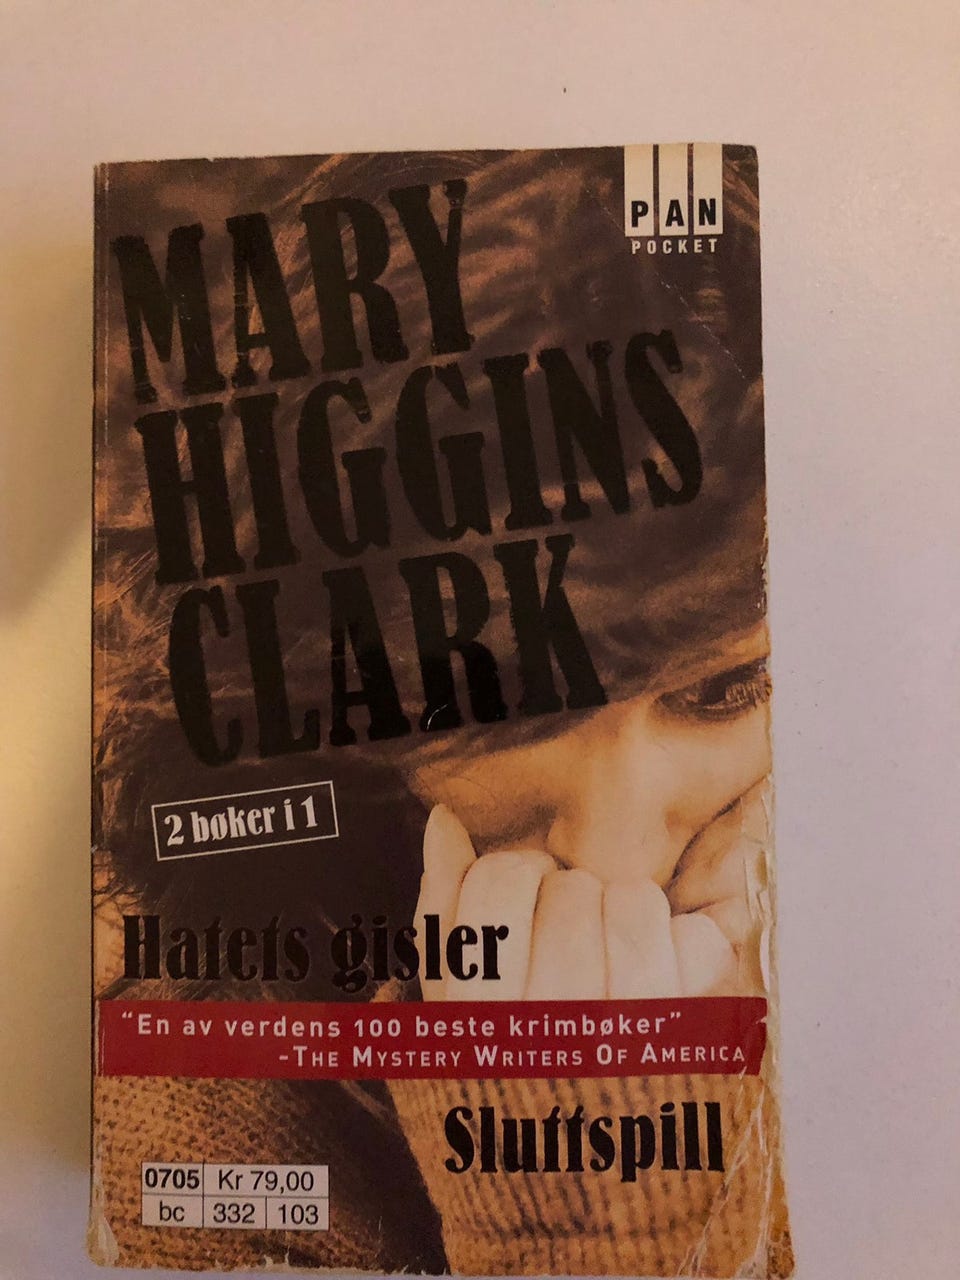 PAN
POCKET
MARY
HIGGINS
CLARK
2 bøker i 1
Hatets gisler
"En av verdens 100 beste krimbøker"
-THE MYSTERY WRITERS OF AMERICA
Sluttspill
0705 Kr 79,00
bc 332 103